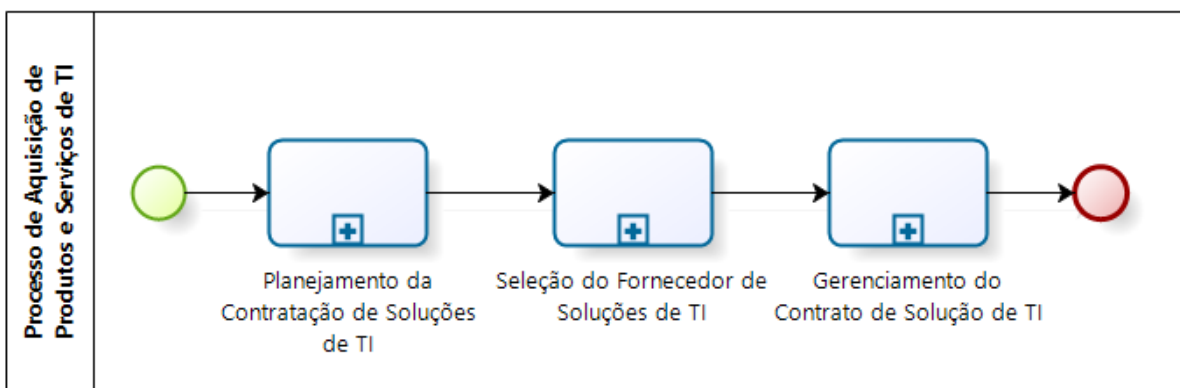 Processo de Aquisição de
Produtos e Serviços de TI
Planejamento da
Contratação de Soluções
de TI
Seleção do Fornecedor de
Soluções de TI
Gerenciamento do
Contrato de Solução de TI